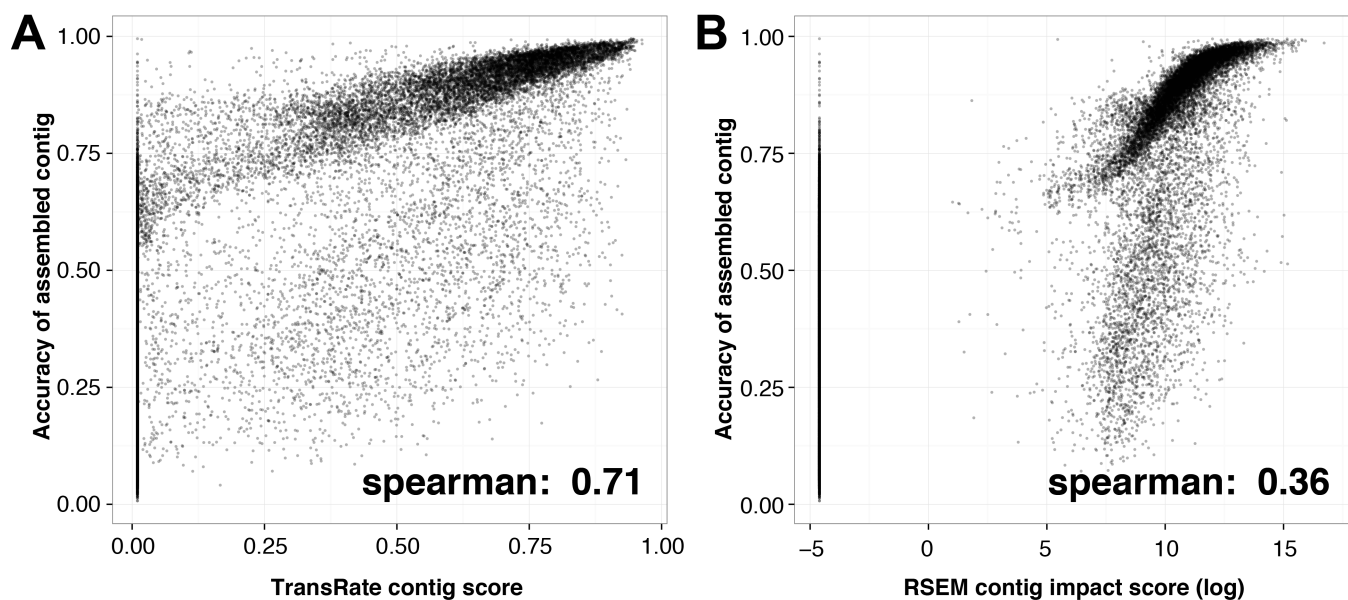 A
1.00
0.75
0.50
0.25
0.00
Accuracy of assembled contig
0.00 0.25 0.50 0.75 1.00
TransRate contig score
spearman: 0.71
B
1.00
0.75
0.50
0.25
0.00
Accuracy of assembled contig
−5 0 5 10 15
RSEM contig impact score (log)
spearman: 0.36